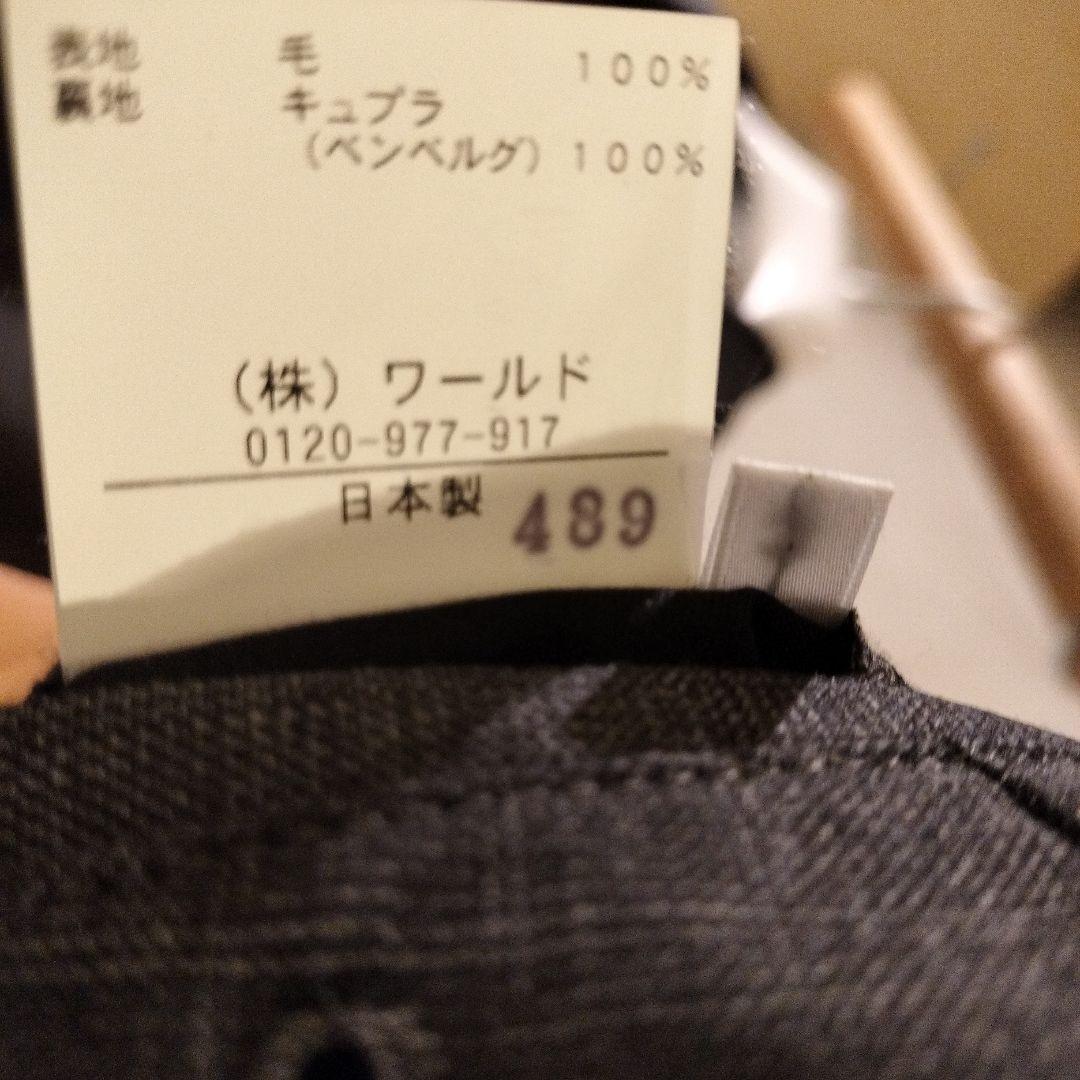 表地 毛 100%
裏地 キュプラ
(ベンベルグ) 100%
(株) ワールド
0120-977-917
日本製 489